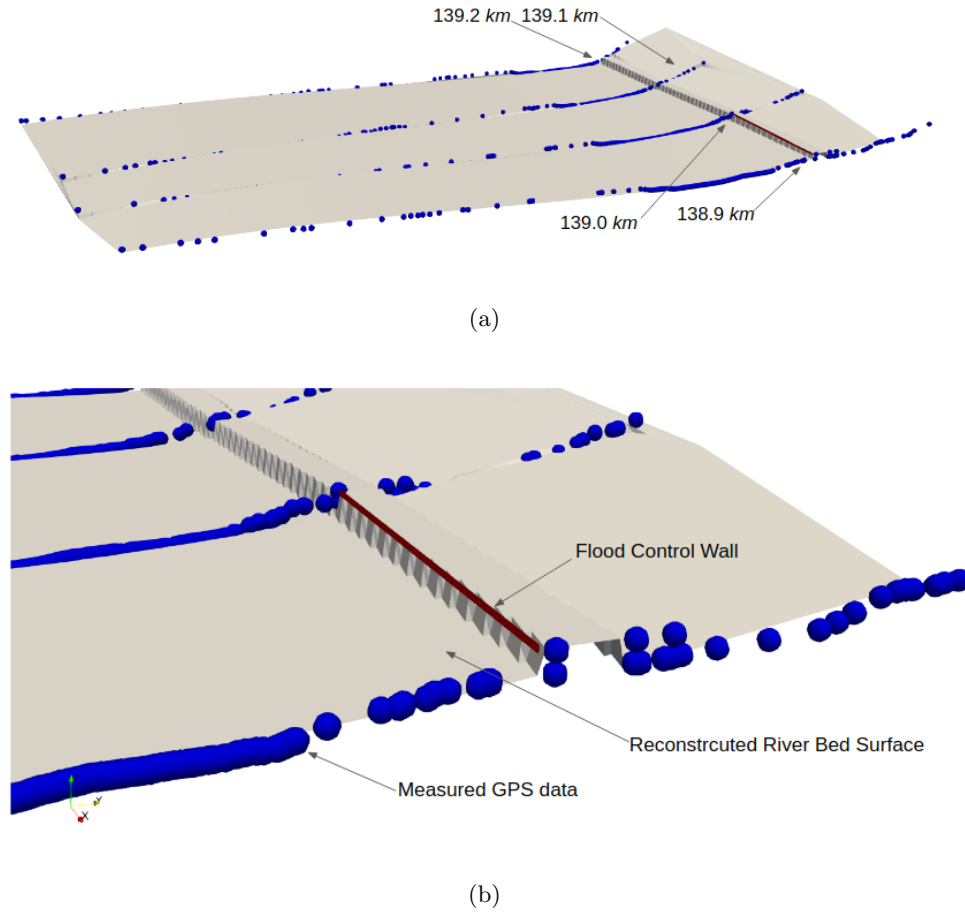 139.2 km 139.1 km
139.0 km
138.9 km
(a)
Flood Control Wall
Reconstrcuted River Bed Surface
Measured GPS data
Y
X
(b)